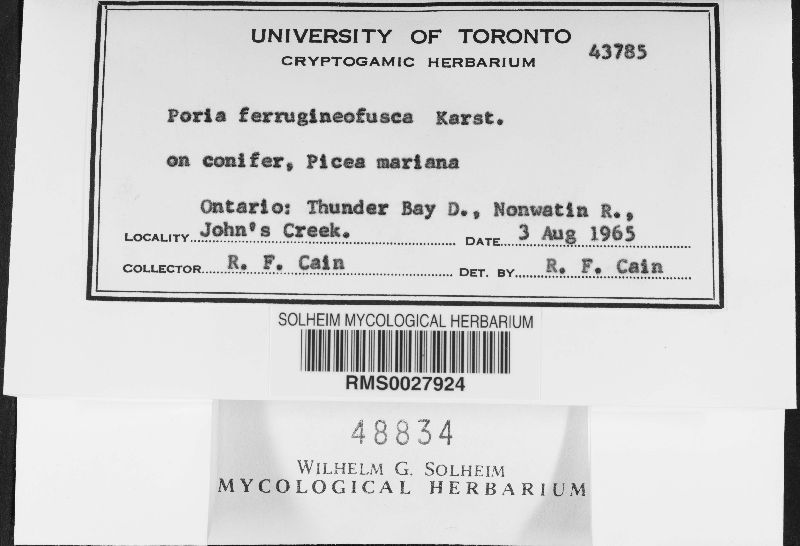 UNIVERSITY OF TORONTO
CRYPTOGAMIC HERBARIUM
43785
Poria ferrugineofusca Karst.
on conifer, Picea mariana
Ontario: Thunder Bay D., Nonwatin R.,
LOCALITY John's Creek. DATE 3 Aug 1965
COLLECTOR R. F. Cain DET. BY R. F. Cain
SOLHEIM MYCOLOGICAL HERBARIUM
RMS0027924
48834
WILHELM G. SOLHEIM
MYCOLOGICAL HERBARIUM